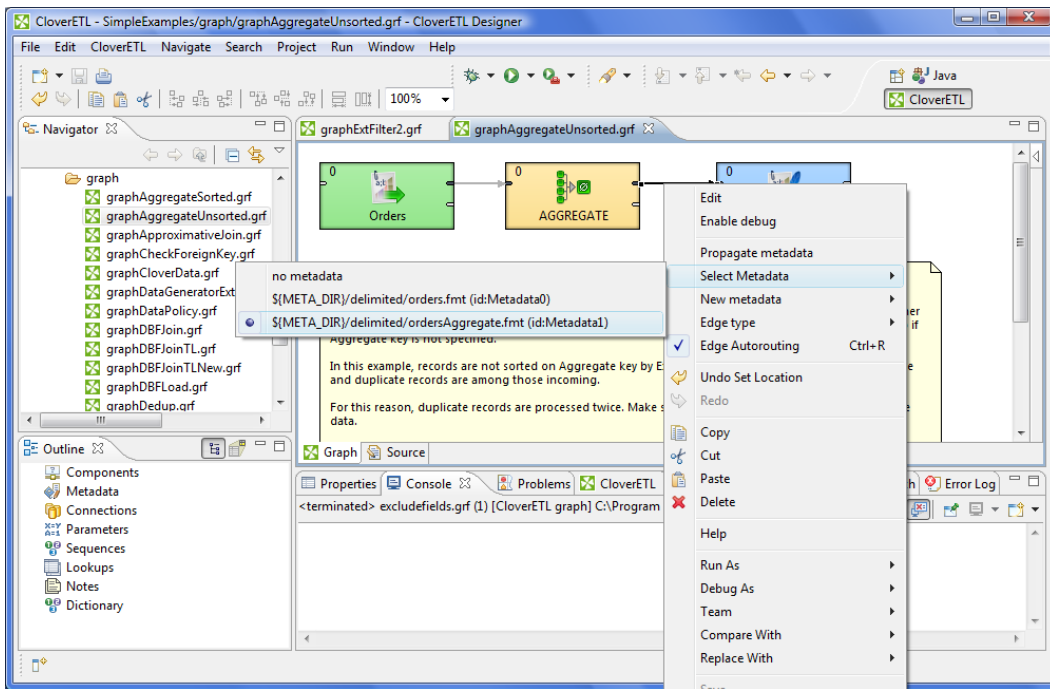 CloverETL - SimpleExamples/graph/graphAggregateUnsorted.grf - CloverETL Designer
File Edit CloverETL Navigate Search Project Run Window Help
Java
100%
CloverETL
Navigator
graphExtFilter2.grf
graphAggregateUnsorted.grf
graph
graphAggregateSorted.grf
graphAggregateUnsorted.grf
graphApproximativeJoin.grf
graphCheckForeignKey.grf
graphCloverData.grf
graphDataGeneratorExt
graphDataPolicy.grf
graphDBFJoin.grf
graphDBFJoinTL.grf
graphDBFJoinTLNew.grf
graphDBFLoad.grf
graphDedup.grf
0
Orders
0
AGGREGATE
0
no metadata
${META_DIR}/delimited/orders.fmt (id:Metadata0)
${META_DIR}/delimited/ordersAggregate.fmt (id:Metadata1)
if
Aggregate key is not specified.
In this example, records are not sorted on Aggregate key by E
and duplicate records are among those incoming.
For this reason, duplicate records are processed twice. Make s
data.
Graph
Source
Edit
Enable debug
Propagate metadata
Select Metadata
New metadata
Edge type
Edge Autorouting Ctrl+R
Undo Set Location
Redo
Copy
Cut
Paste
Delete
Help
Run As
Debug As
Team
Compare With
Replace With
Save
Outline
Components
Metadata
Connections
X=Y
A=1
Parameters
Sequences
Lookups
Notes
Dictionary
Properties
Console
Problems
CloverETL
Error Log
<terminated> excludefields.grf (1) [CloverETL graph] C:\Program